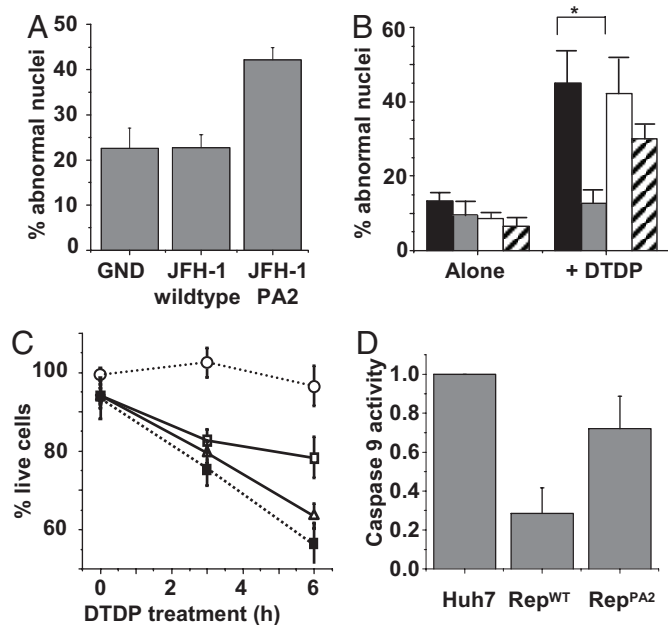 A
% abnormal nuclei
50
40
30
20
10
0
GND
JFH-1 wildtype
JFH-1 PA2
B
% abnormal nuclei
60
40
20
0
*
Alone
+ DTDP
C
% live cells
100
80
60
0
2
4
6
DTDP treatment (h)
D
Caspase 9 activity
1.0
0.8
0.6
0.4
0.2
0.0
Huh7
Rep^WT
Rep^PA2